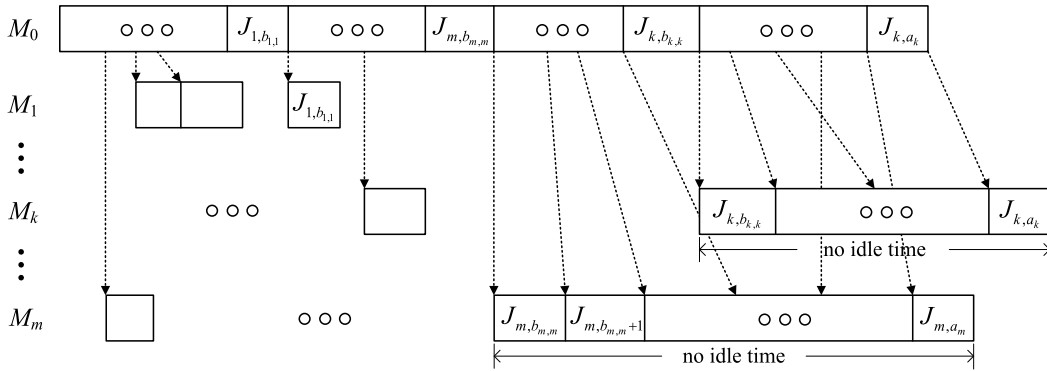 M₀ ○ ○ ○ J₁,b₁,₁ ○ ○ ○ Jₘ,bₘ,ₘ ○ ○ ○ Jₖ,bₖ,ₖ ○ ○ ○ Jₖ,aₖ
M₁ J₁,b₁,₁
⋮
Mₖ ○ ○ ○ Jₖ,bₖ,ₖ ○ ○ ○ Jₖ,aₖ
no idle time
⋮
Mₘ ○ ○ ○ Jₘ,bₘ,ₘ Jₘ,bₘ,ₘ+1 ○ ○ ○ Jₘ,aₘ
no idle time